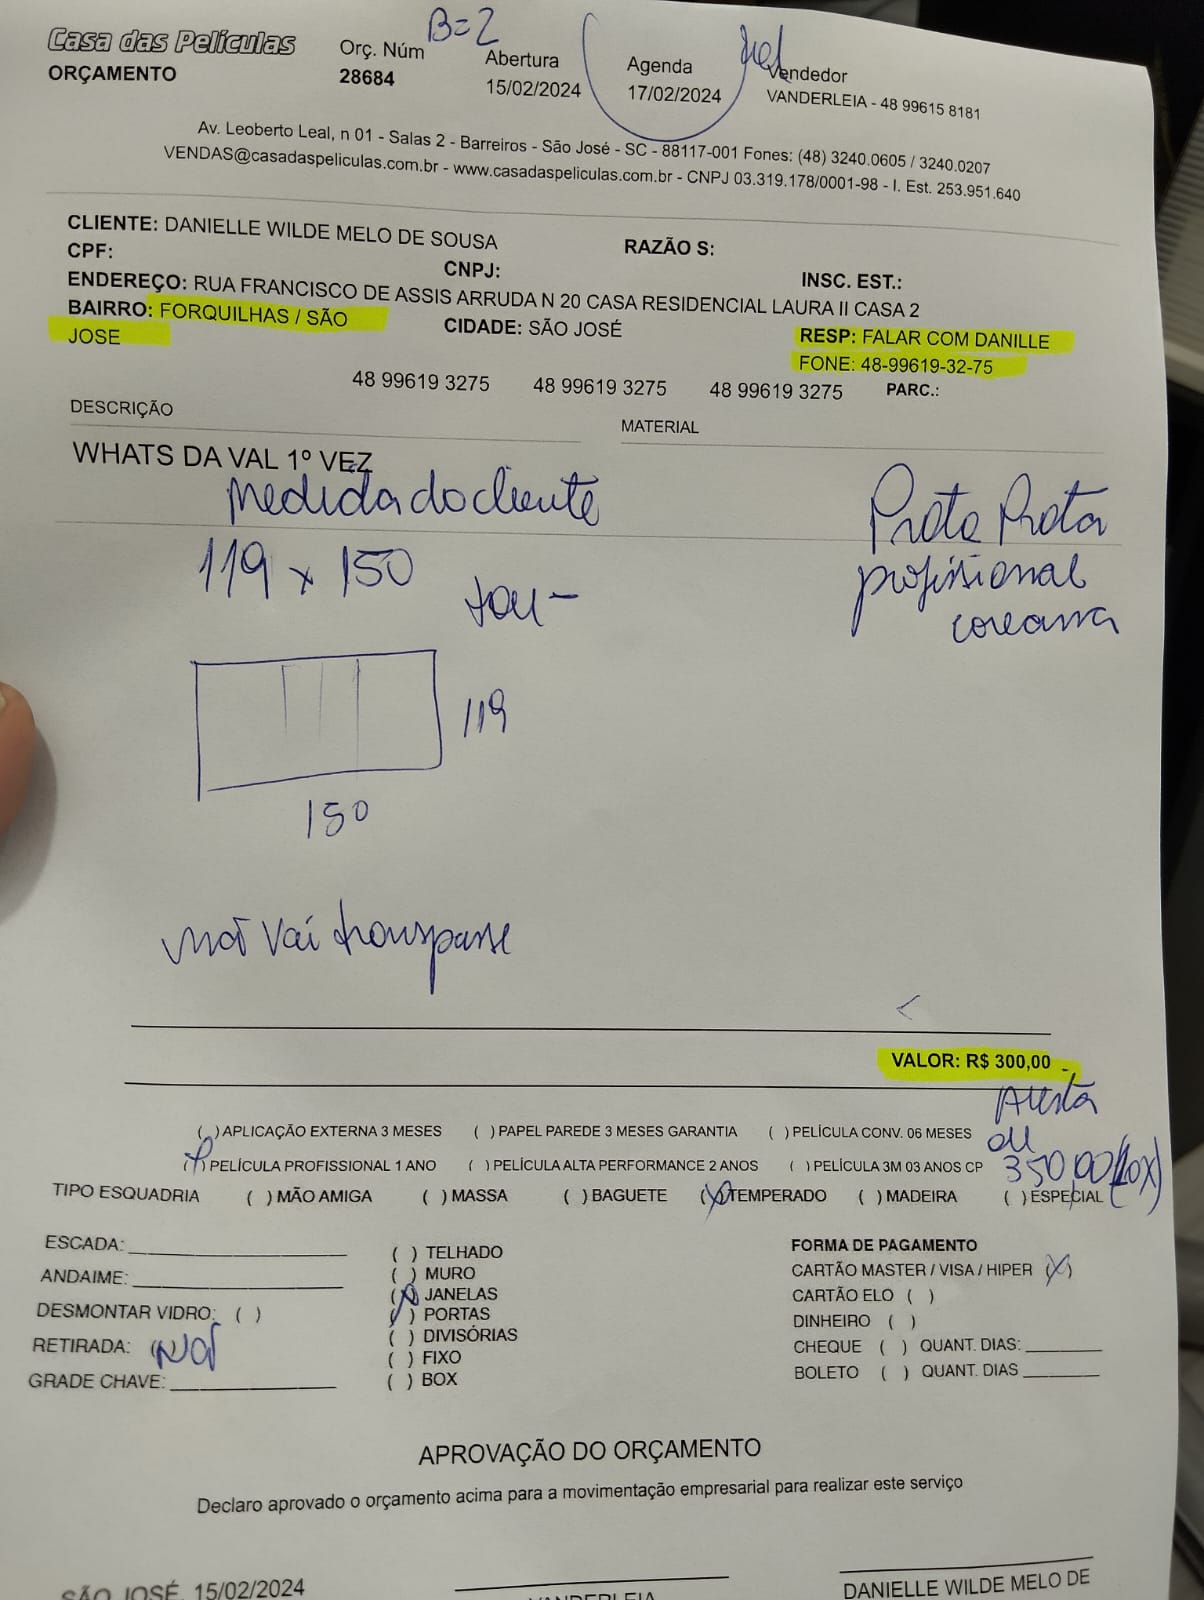 B=2
Casa das Películas
ORÇAMENTO
Orç. Núm
28684
Abertura
15/02/2024
Agenda
17/02/2024
Vendedor
VANDERLEIA - 48 99615 8181
Av. Leoberto Leal, n 01 - Salas 2 - Barreiros - São José - SC - 88117-001 Fones: (48) 3240.0605 / 3240.0207
VENDAS@casadaspeliculas.com.br - www.casadaspeliculas.com.br - CNPJ 03.319.178/0001-98 - I. Est. 253.951.640
CLIENTE: DANIELLE WILDE MELO DE SOUSA RAZÃO S:
CPF: CNPJ: INSC. EST.:
ENDEREÇO: RUA FRANCISCO DE ASSIS ARRUDA N 20 CASA RESIDENCIAL LAURA II CASA 2
BAIRRO: FORQUILHAS / SÃO JOSE
CIDADE: SÃO JOSÉ
RESP: FALAR COM DANILLE
FONE: 48-99619-32-75
48 99619 3275 48 99619 3275 48 99619 3275 PARC.:
DESCRIÇÃO MATERIAL
WHATS DA VAL 1º VEZ
Medida do cliente
119 x 150
Prata Prata
profissional
coreana
119
150
não vai transpasse
VALOR: R$ 300,00
350,00 (10x)
( ) APLICAÇÃO EXTERNA 3 MESES ( ) PAPEL PAREDE 3 MESES GARANTIA ( ) PELÍCULA CONV. 06 MESES
( ) PELÍCULA PROFISSIONAL 1 ANO ( ) PELÍCULA ALTA PERFORMANCE 2 ANOS ( ) PELÍCULA 3M 03 ANOS CP
TIPO ESQUADRIA ( ) MÃO AMIGA ( ) MASSA ( ) BAGUETE (X) TEMPERADO ( ) MADEIRA ( ) ESPECIAL
ESCADA:
ANDAIME:
DESMONTAR VIDRO: ( )
RETIRADA: ( ) Não
GRADE CHAVE:
( ) TELHADO
( ) MURO
(X) JANELAS
( ) PORTAS
( ) DIVISÓRIAS
( ) FIXO
( ) BOX
FORMA DE PAGAMENTO
CARTÃO MASTER / VISA / HIPER (X)
CARTÃO ELO ( )
DINHEIRO ( )
CHEQUE ( ) QUANT. DIAS:
BOLETO ( ) QUANT. DIAS
APROVAÇÃO DO ORÇAMENTO
Declaro aprovado o orçamento acima para a movimentação empresarial para realizar este serviço
SÃO JOSÉ, 15/02/2024
VANDERLEIA
DANIELLE WILDE MELO DE